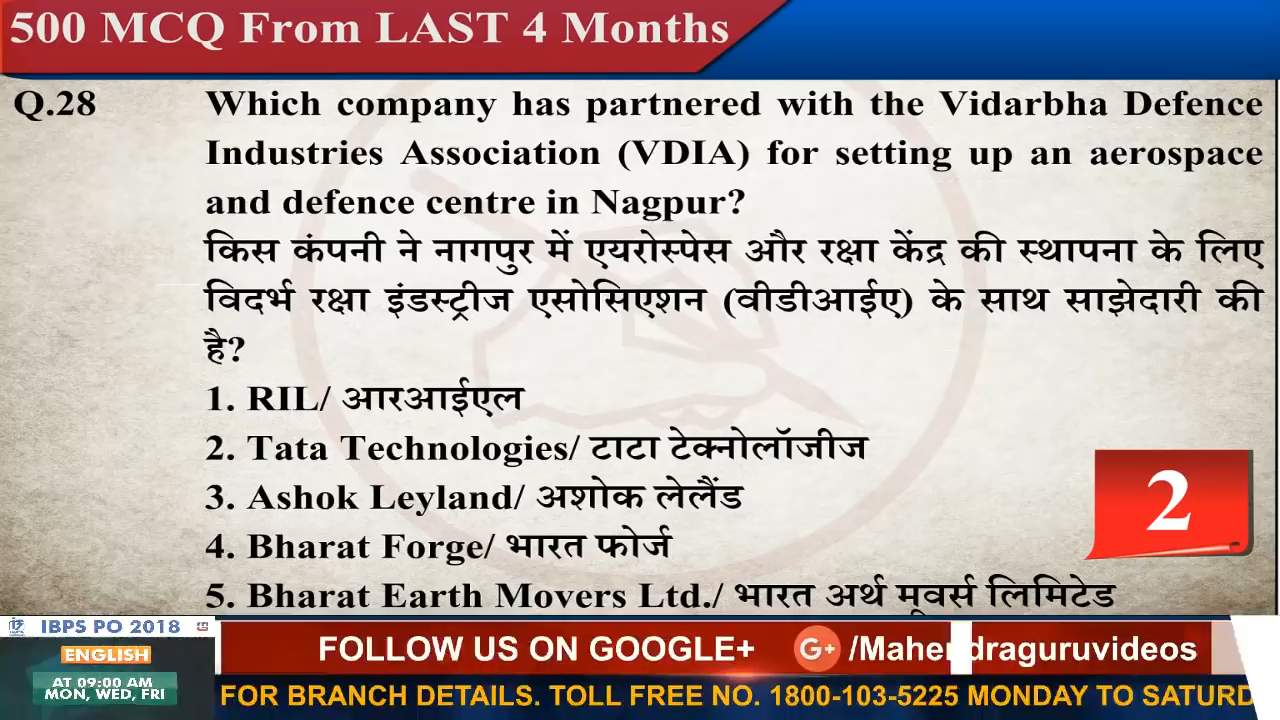 500 MCQ From LAST 4 Months
Q.28 Which company has partnered with the Vidarbha Defence
Industries Association (VDIA) for setting up an aerospace
and defence centre in Nagpur?
किस कंपनी ने नागपुर में एयरोस्पेस और रक्षा केंद्र की स्थापना के लिए
विदर्भ रक्षा इंडस्ट्रीज एसोसिएशन (वीडीआईए) के साथ साझेदारी की
है?
1. RIL/ आरआईएल
2. Tata Technologies/ टाटा टेक्नोलॉजीज
3. Ashok Leyland/ अशोक लेलैंड
4. Bharat Forge/ भारत फोर्ज
2
5. Bharat Earth Movers Ltd./ भारत अर्थ मूवर्स लिमिटेड
IBPS PO 2018
ENGLISH
AT 09:00 AM
MON, WED, FRI
FOLLOW US ON GOOGLE+ G+ /Mahendraguruvideos
FOR BRANCH DETAILS. TOLL FREE NO. 1800-103-5225 MONDAY TO SATURD